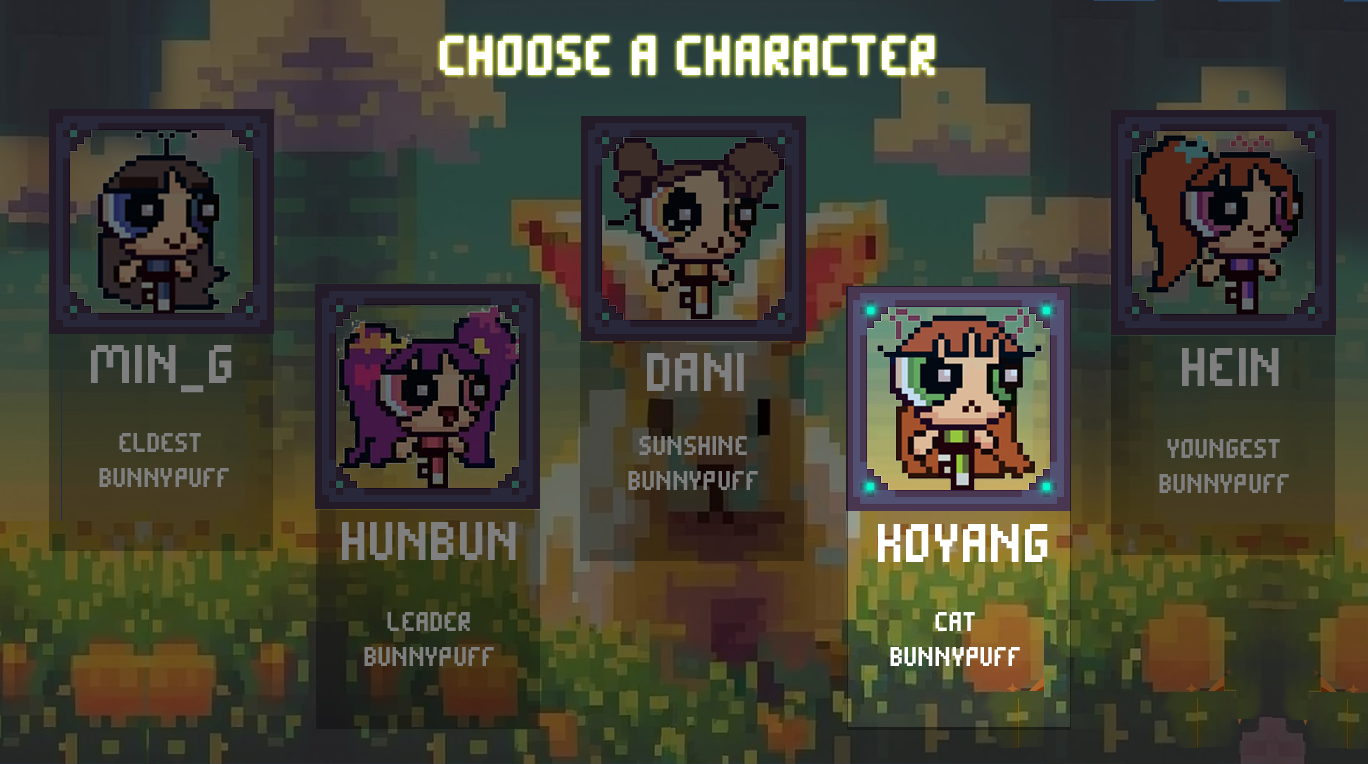 CHOOSE A CHARACTER
MIN_G
ELDEST
BUNNYPUFF
HUNBUN
LEADER
BUNNYPUFF
DANI
SUNSHINE
BUNNYPUFF
KOYANG
CAT
BUNNYPUFF
HEIN
YOUNGEST
BUNNYPUFF